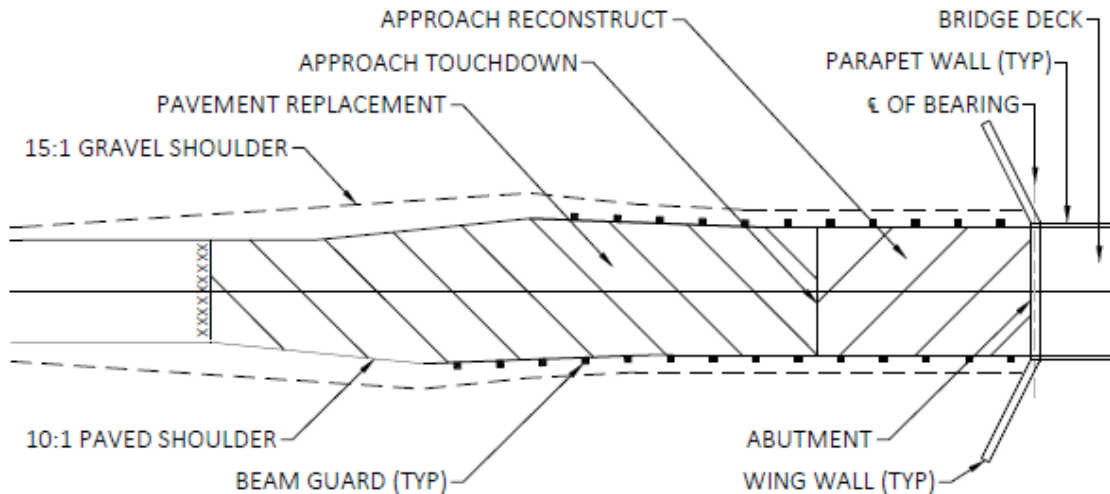 APPROACH RECONSTRUCT
BRIDGE DECK
APPROACH TOUCHDOWN
PARAPET WALL (TYP)
PAVEMENT REPLACEMENT
℄ OF BEARING
15:1 GRAVEL SHOULDER
XXXXXXXX
10:1 PAVED SHOULDER
ABUTMENT
BEAM GUARD (TYP)
WING WALL (TYP)